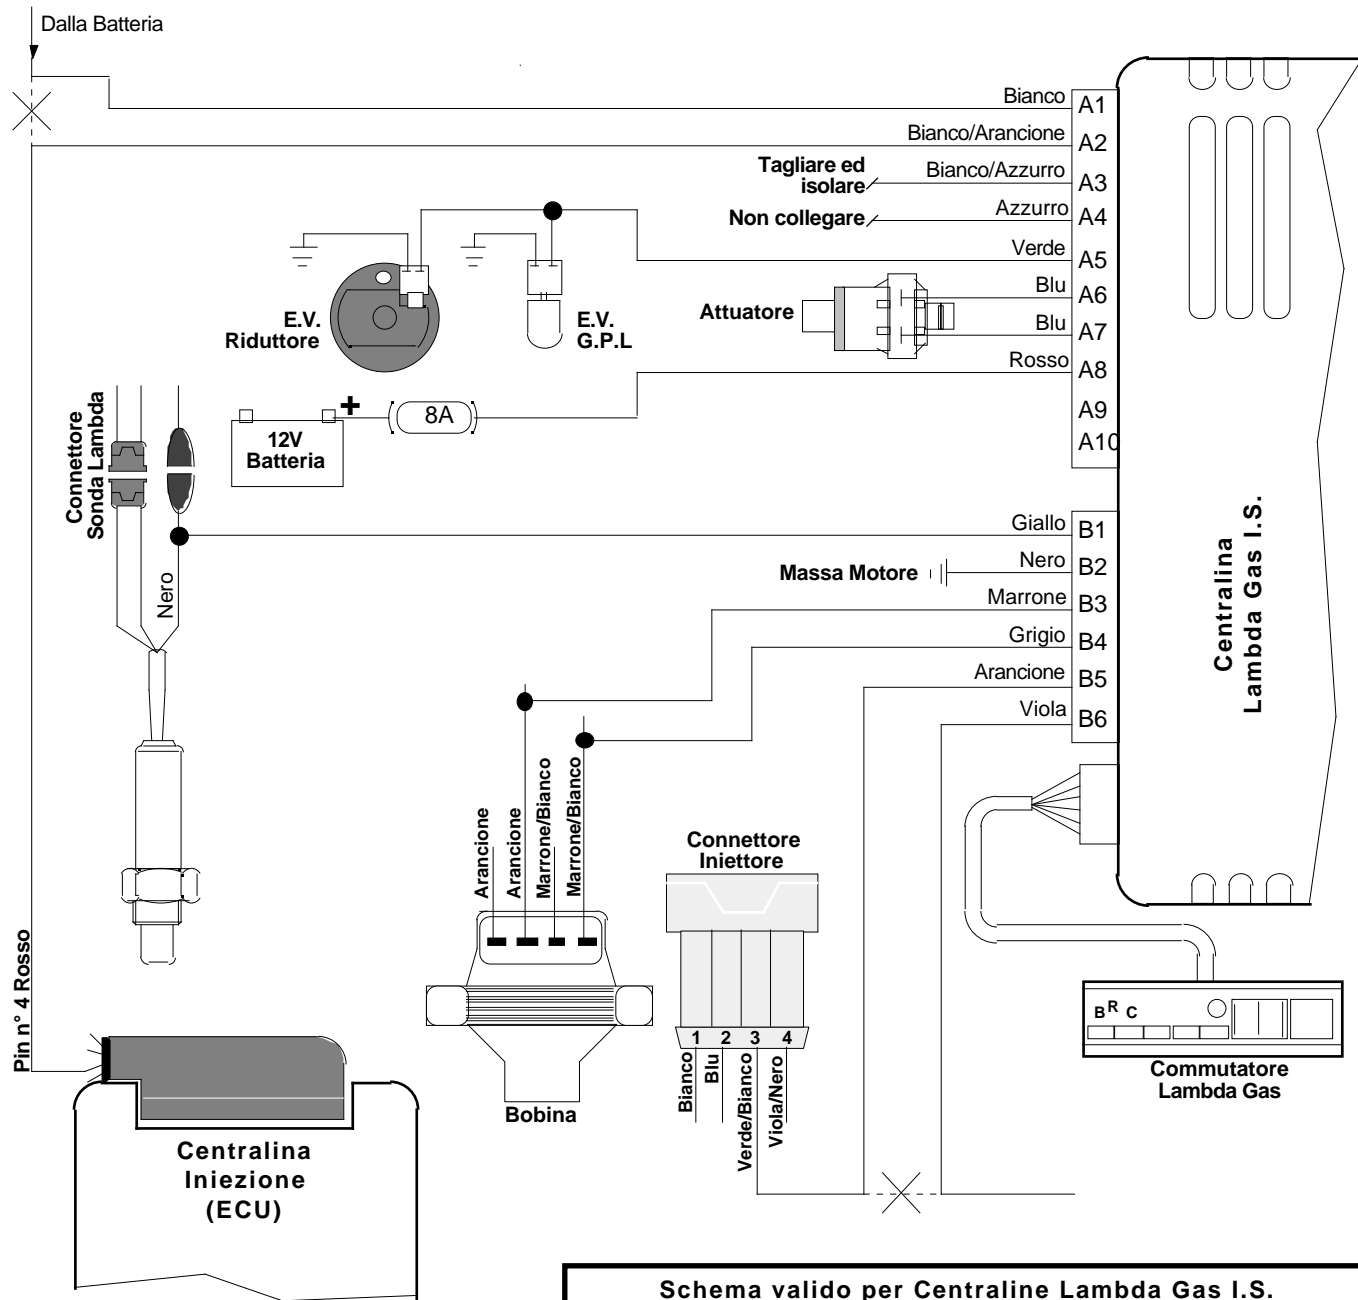 Dalla Batteria
Bianco
A1
Bianco/Arancione
A2
Tagliare ed
isolare
Bianco/Azzurro
A3
Non collegare
Azzurro
A4
Verde
A5
Blu
A6
Attuatore
Blu
A7
Rosso
A8
A9
A10
E.V.
Riduttore
E.V.
G.P.L
8A
+
12V
Batteria
Connettore
Sonda Lambda
Nero
Giallo
B1
Massa Motore
Nero
B2
Marrone
B3
Grigio
B4
Arancione
B5
Viola
B6
Centralina
Lambda Gas I.S.
Arancione
Arancione
Marrone/Bianco
Marrone/Bianco
Bobina
Connettore
Iniettore
1 2 3 4
Bianco
Blu
Verde/Bianco
Viola/Nero
B R C
Commutatore
Lambda Gas
Pin n° 4 Rosso
Centralina
Iniezione
(ECU)
Schema valido per Centraline Lambda Gas I.S.